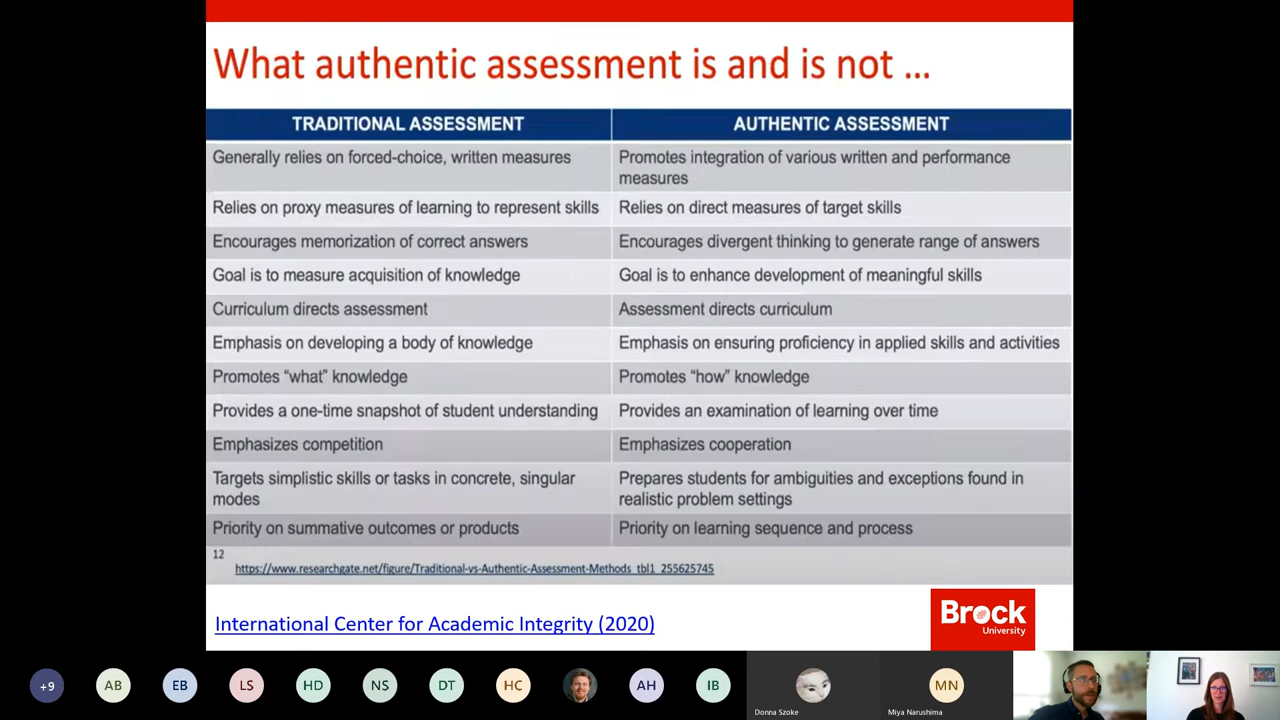 What authentic assessment is and is not ...
TRADITIONAL ASSESSMENT
AUTHENTIC ASSESSMENT
Generally relies on forced-choice, written measures
Promotes integration of various written and performance
measures
Relies on proxy measures of learning to represent skills
Relies on direct measures of target skills
Encourages memorization of correct answers
Encourages divergent thinking to generate range of answers
Goal is to measure acquisition of knowledge
Goal is to enhance development of meaningful skills
Curriculum directs assessment
Assessment directs curriculum
Emphasis on developing a body of knowledge
Emphasis on ensuring proficiency in applied skills and activities
Promotes “what” knowledge
Promotes “how” knowledge
Provides a one-time snapshot of student understanding
Provides an examination of learning over time
Emphasizes competition
Emphasizes cooperation
Targets simplistic skills or tasks in concrete, singular
modes
Prepares students for ambiguities and exceptions found in
realistic problem settings
Priority on summative outcomes or products
Priority on learning sequence and process
12
https://www.researchgate.net/figure/Traditional-vs-Authentic-Assessment-Methods_tbl1_255625745
International Center for Academic Integrity (2020)
Brock
University
+9
AB
EB
LS
HD
NS
DT
HC
AH
IB
Donna Szoke
MN
Miya Narushima